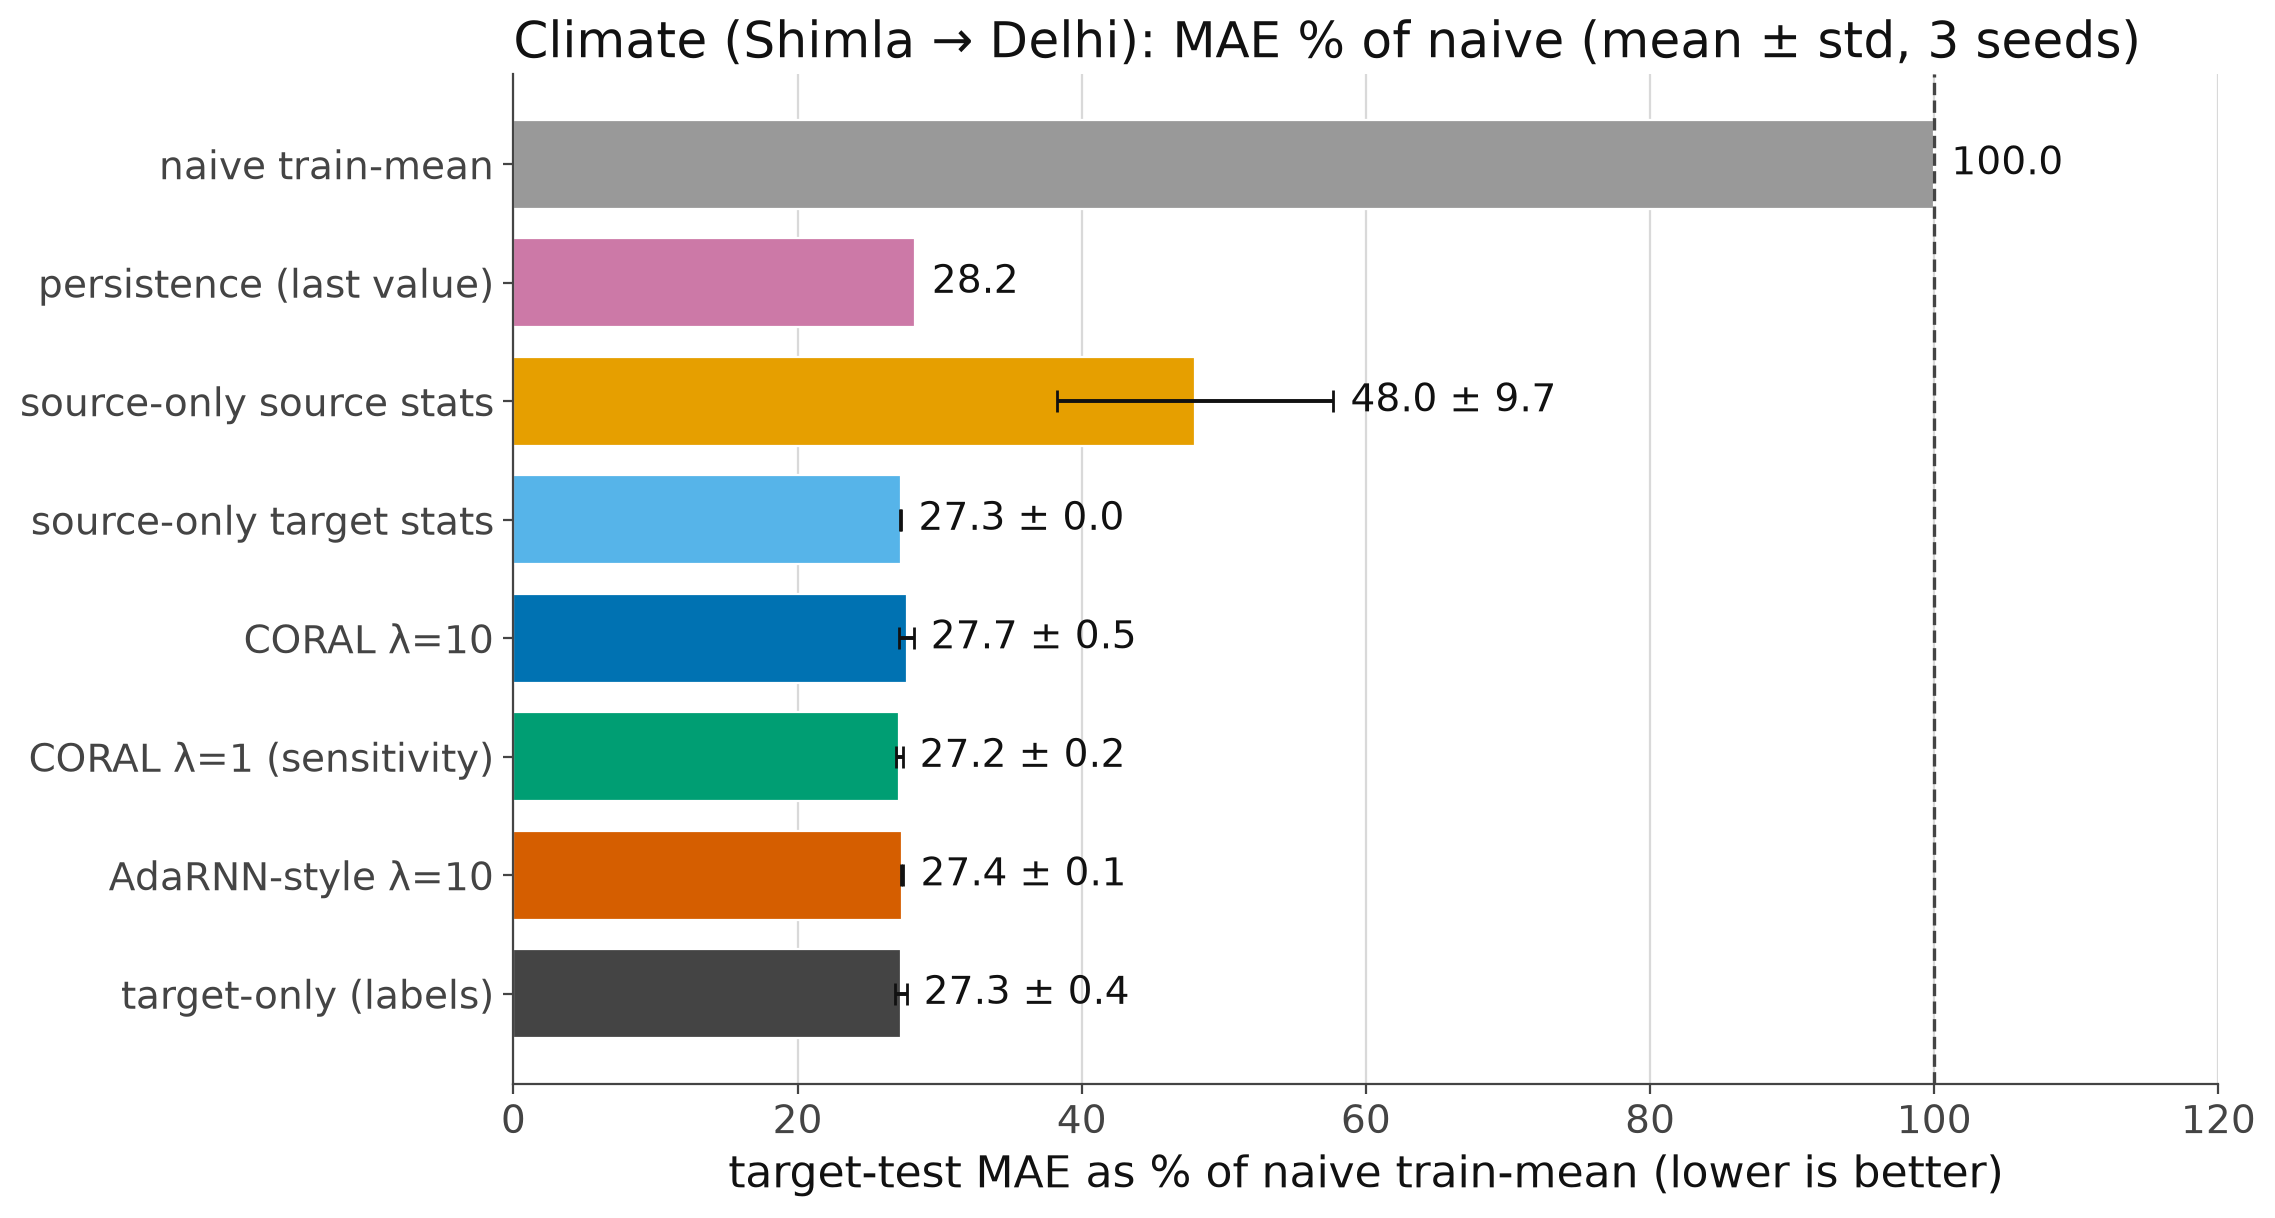 Climate (Shimla → Delhi): MAE % of naive (mean ± std, 3 seeds)
naive train-mean
100.0
persistence (last value)
28.2
source-only source stats
48.0 ± 9.7
source-only target stats
27.3 ± 0.0
CORAL λ=10
27.7 ± 0.5
CORAL λ=1 (sensitivity)
27.2 ± 0.2
AdaRNN-style λ=10
27.4 ± 0.1
target-only (labels)
27.3 ± 0.4
0 20 40 60 80 100 120
target-test MAE as % of naive train-mean (lower is better)